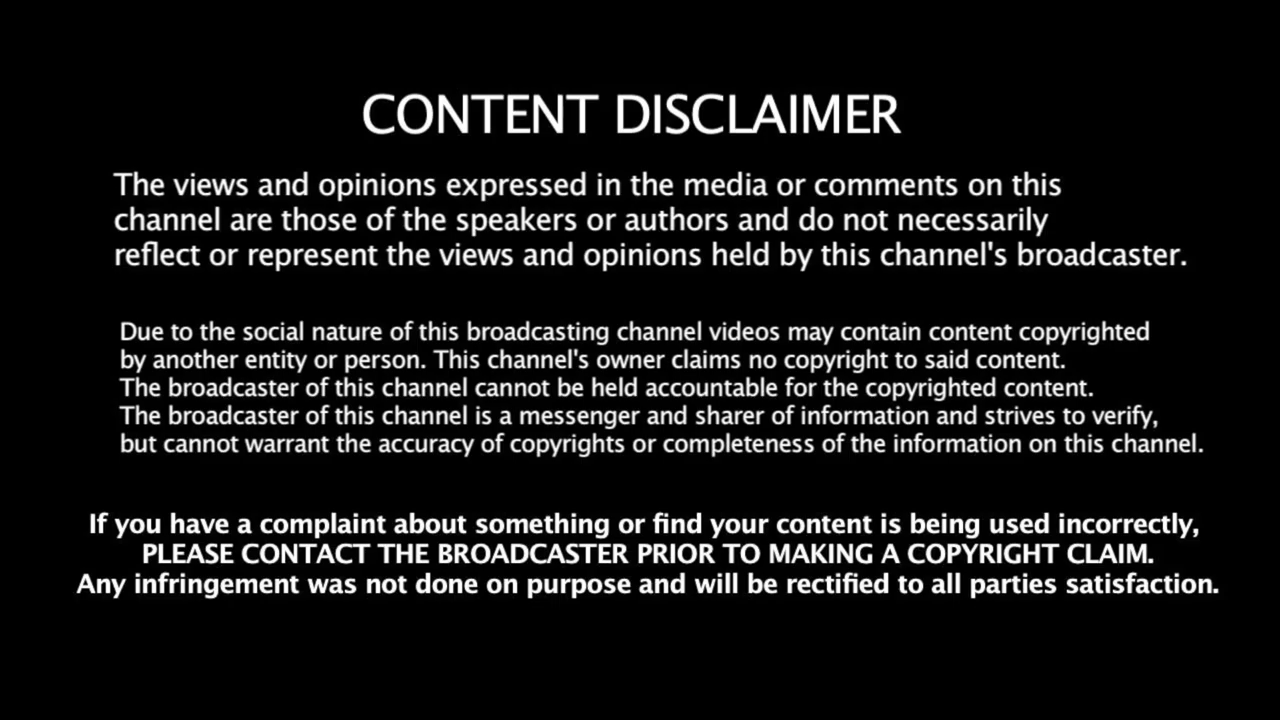 CONTENT DISCLAIMER
The views and opinions expressed in the media or comments on this
channel are those of the speakers or authors and do not necessarily
reflect or represent the views and opinions held by this channel's broadcaster.
Due to the social nature of this broadcasting channel videos may contain content copyrighted
by another entity or person. This channel's owner claims no copyright to said content.
The broadcaster of this channel cannot be held accountable for the copyrighted content.
The broadcaster of this channel is a messenger and sharer of information and strives to verify,
but cannot warrant the accuracy of copyrights or completeness of the information on this channel.
If you have a complaint about something or find your content is being used incorrectly,
PLEASE CONTACT THE BROADCASTER PRIOR TO MAKING A COPYRIGHT CLAIM.
Any infringement was not done on purpose and will be rectified to all parties satisfaction.